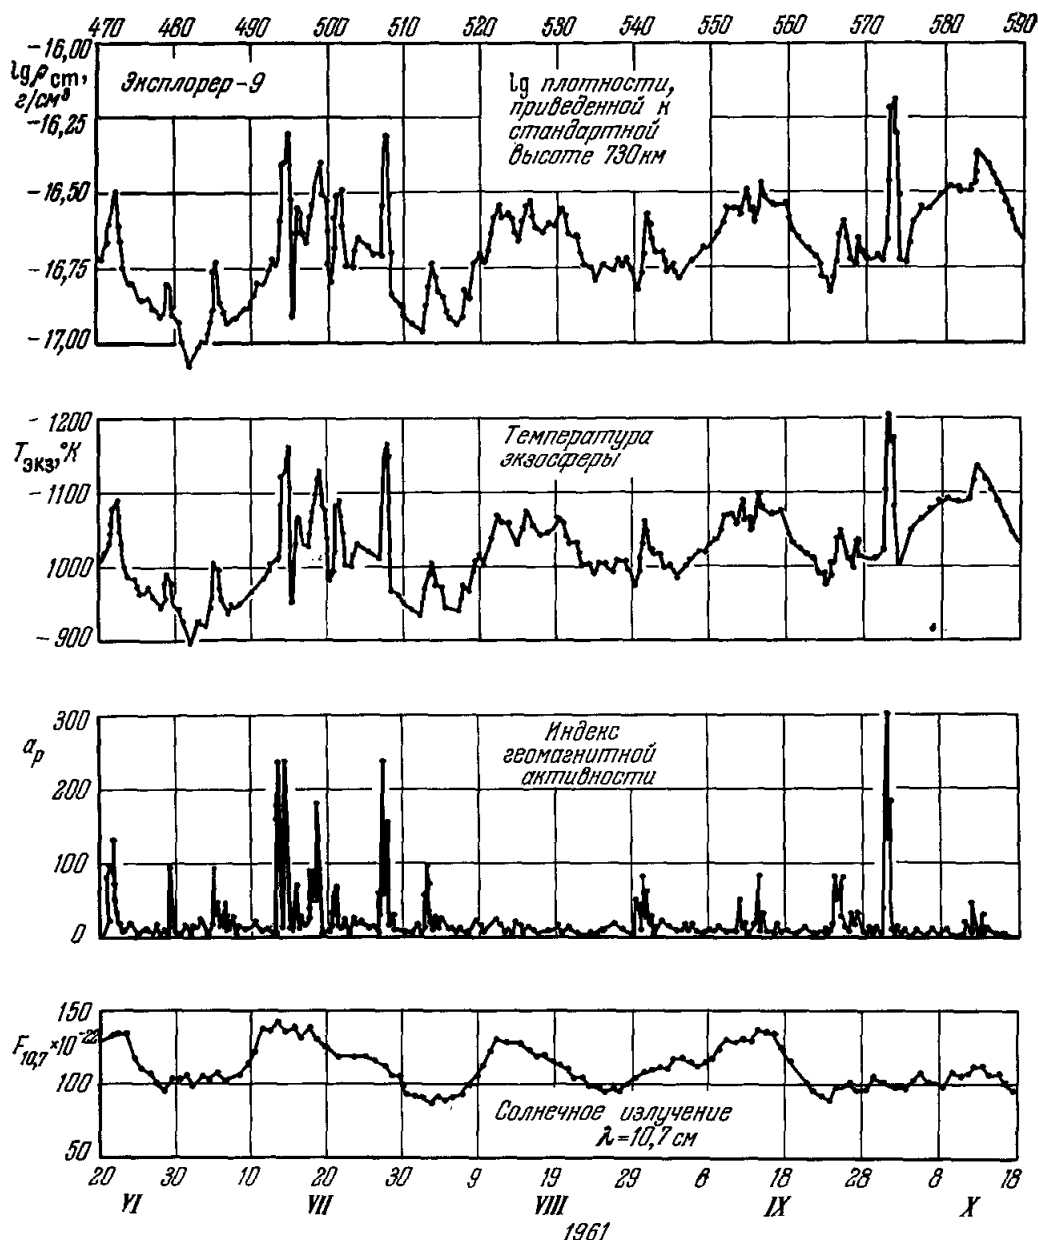 470 480 490 500 510 520 530 540 550 560 570 580 590
-16,00
lg ρ ст,
г/см³
Эксплорер-9
lg плотности,
приведенной к
стандартной
высоте 730км
-16,25
-16,50
-16,75
-17,00
-1200
Tэкз,°K
Температура
экзосферы
-1100
1000
-900
300
ap
Индекс
геомагнитной
активности
200
100
0
150
F10,7×10⁻²²
100
Солнечное излучение
λ=10,7 см
50
20 30 10 20 30 9 19 29 8 18 28 8 18
VI VII VIII IX X
1961